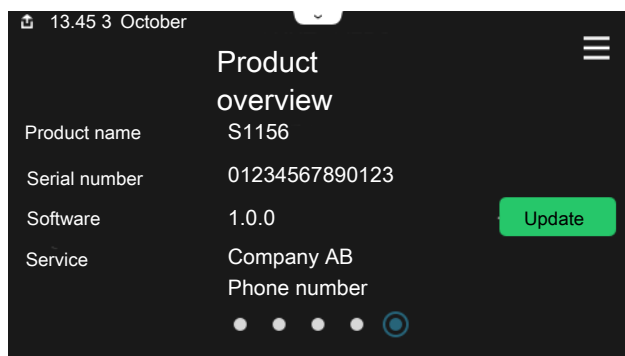 13.45 3 October
Product
overview
Product name S1156
Serial number 01234567890123
Software 1.0.0 Update
Service Company AB
Phone number